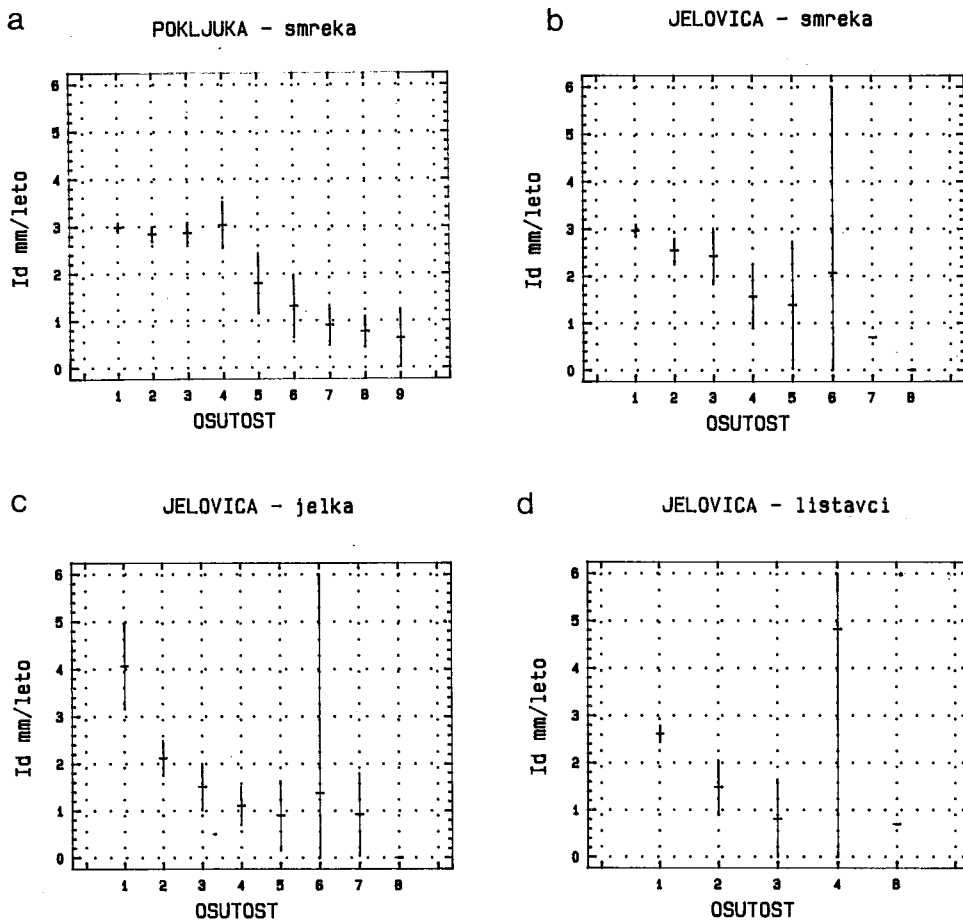 a
POKLJUKA - smreka
Id mm/leto
6
5
4
3
2
1
0
1 2 3 4 5 6 7 8 9
OSUTOST
b
JELOVICA - smreka
Id mm/leto
6
5
4
3
2
1
0
1 2 3 4 5 6 7 8
OSUTOST
c
JELOVICA - jelka
Id mm/leto
6
5
4
3
2
1
0
1 2 3 4 5 6 7 8
OSUTOST
d
JELOVICA - listavci
Id mm/leto
6
5
4
3
2
1
0
1 2 3 4 8
OSUTOST